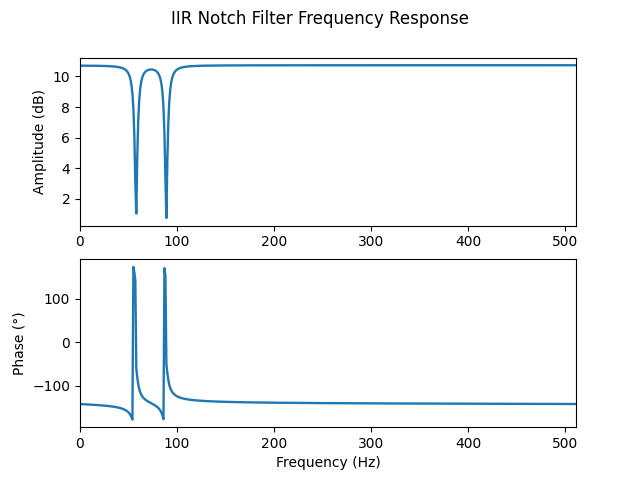 IIR Notch Filter Frequency Response
Amplitude (dB)
10
8
6
4
2
0 100 200 300 400 500
Phase (°)
100
0
−100
0 100 200 300 400 500
Frequency (Hz)